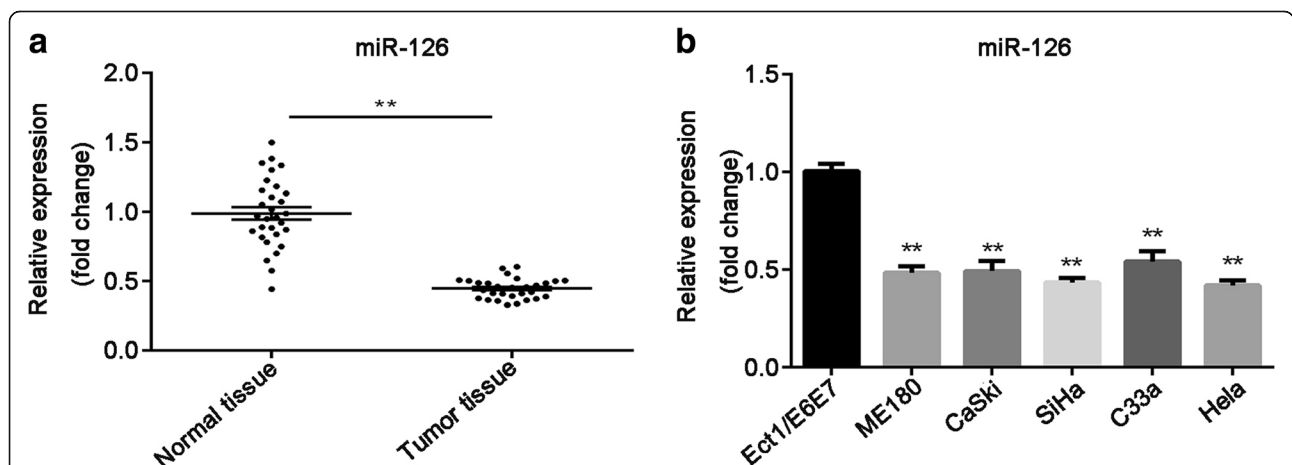 a
miR-126
Relative expression
(fold change)
2.0
1.5
1.0
0.5
0.0
**
Normal tissue
Tumor tissue
b
miR-126
Relative expression
(fold change)
1.5
1.0
0.5
0.0
**
**
**
**
**
Ect1/E6E7
ME180
CaSki
SiHa
C33a
Hela